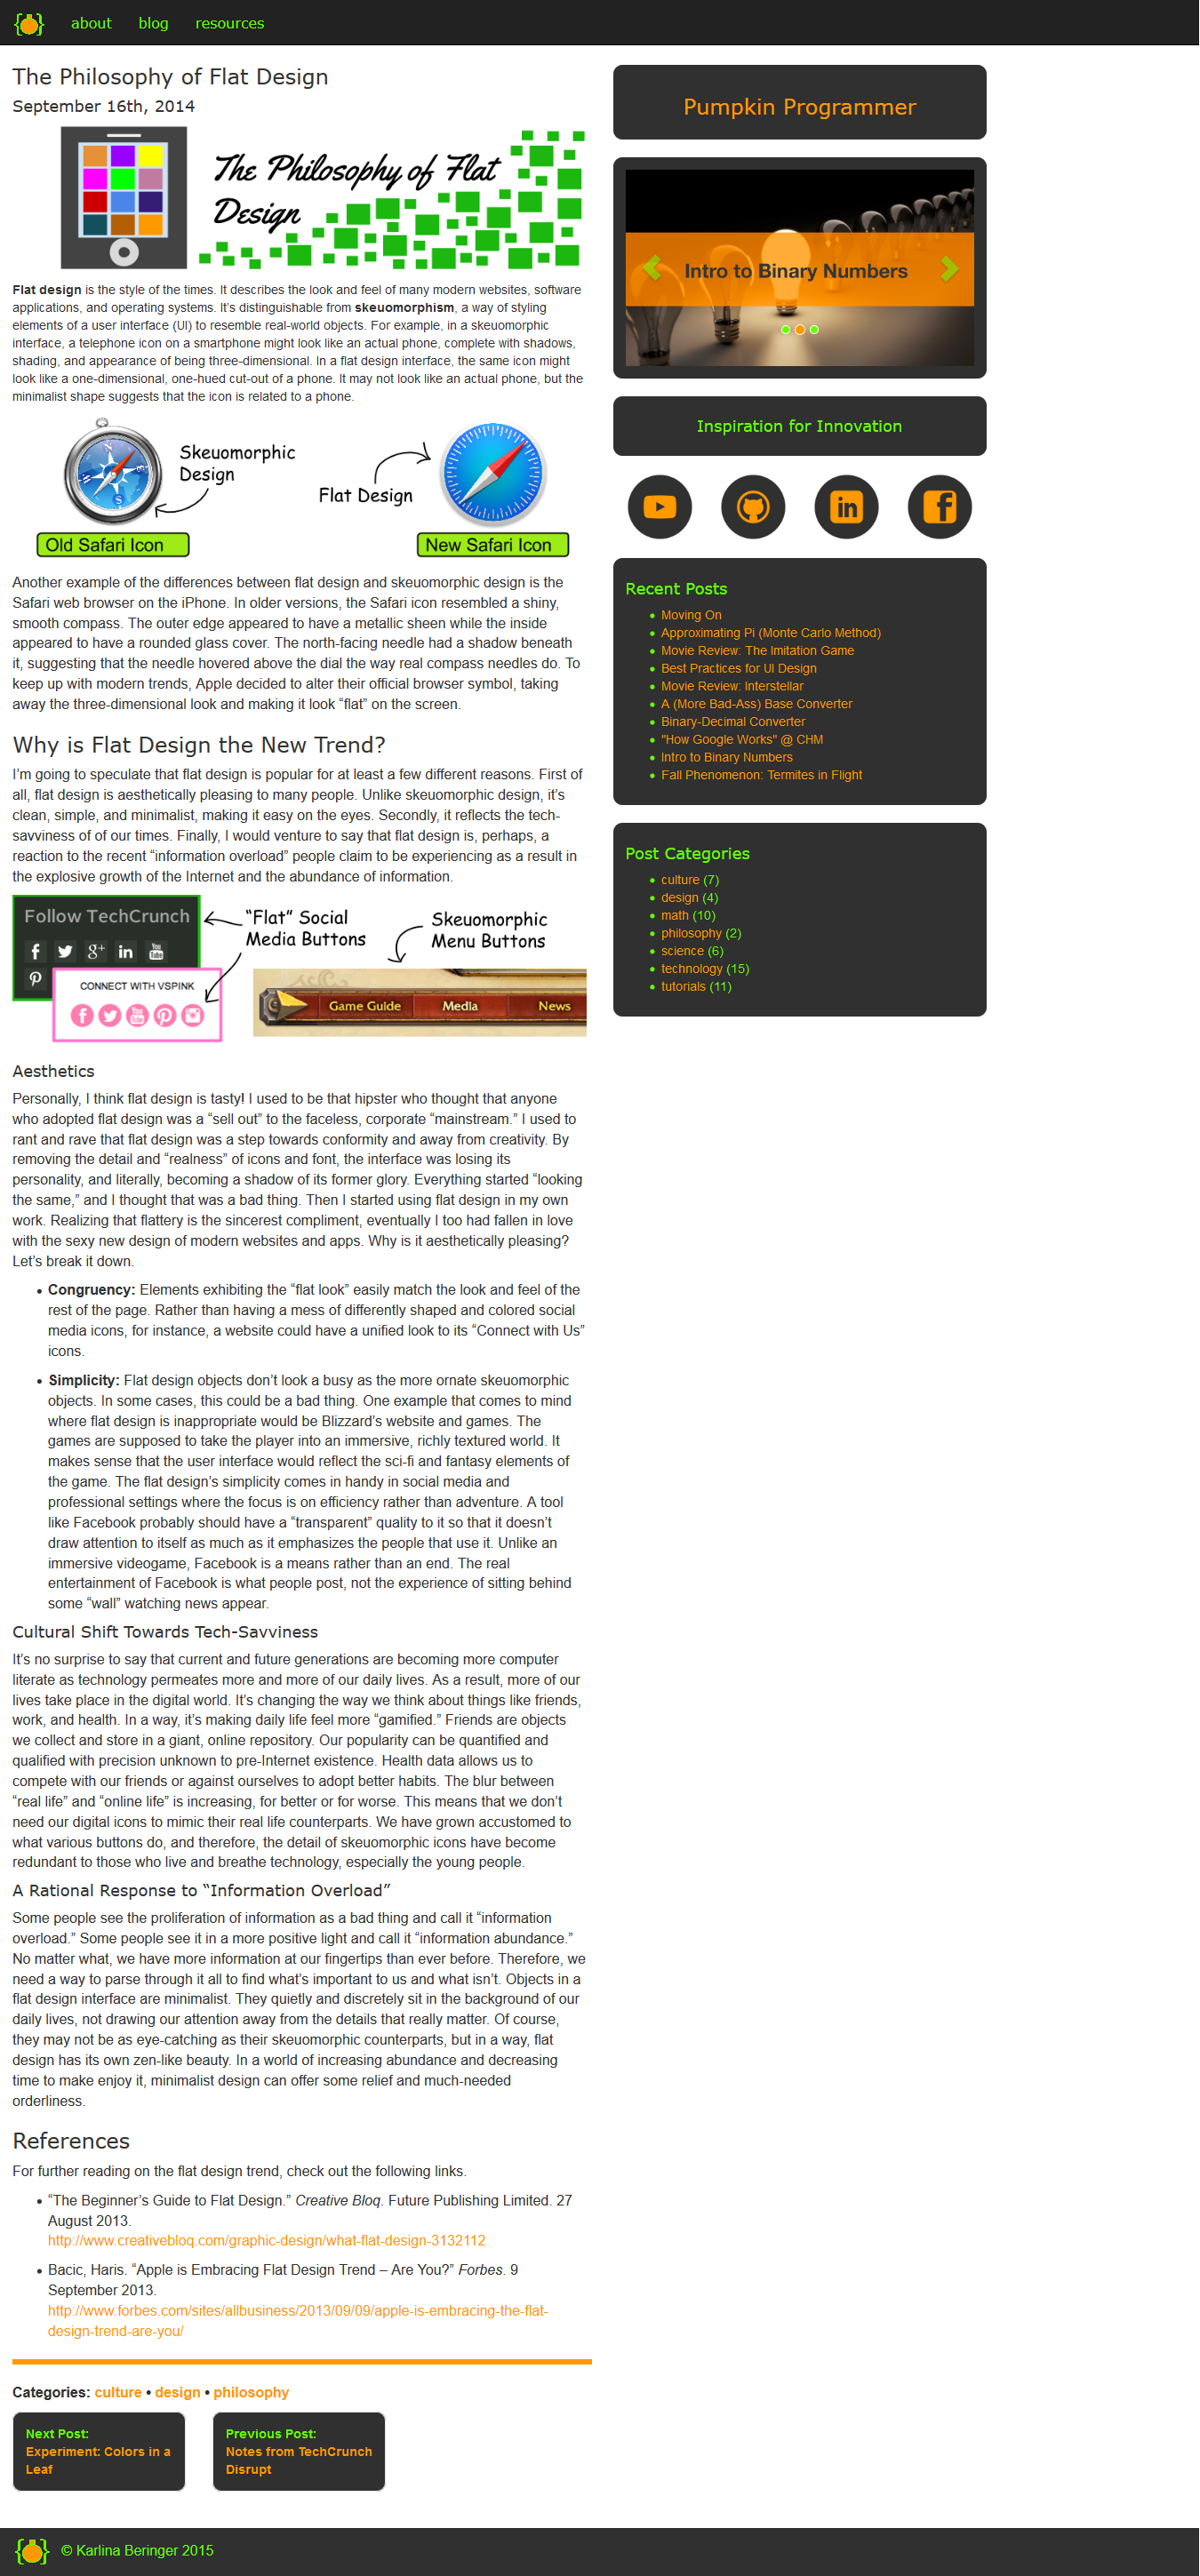 about blog resources
The Philosophy of Flat Design
September 16th, 2014
The Philosophy of Flat
Design
Flat design is the style of the times. It describes the look and feel of many modern websites, software
applications, and operating systems. It's distinguishable from skeuomorphism, a way of styling
elements of a user interface (UI) to resemble real-world objects. For example, in a skeuomorphic
interface, a telephone icon on a smartphone might look like an actual phone, complete with shadows,
shading, and appearance of being three-dimensional. In a flat design interface, the same icon might
look like a one-dimensional, one-hued cut-out of a phone. It may not look like an actual phone, but the
minimalist shape suggests that the icon is related to a phone.
Skeuomorphic
Design
Flat Design
N
E
S
W
Old Safari Icon
New Safari Icon
Another example of the differences between flat design and skeuomorphic design is the
Safari web browser on the iPhone. In older versions, the Safari icon resembled a shiny,
smooth compass. The outer edge appeared to have a metallic sheen while the inside
appeared to have a rounded glass cover. The north-facing needle had a shadow beneath
it, suggesting that the needle hovered above the dial the way real compass needles do. To
keep up with modern trends, Apple decided to alter their official browser symbol, taking
away the three-dimensional look and making it look “flat” on the screen.
Why is Flat Design the New Trend?
I’m going to speculate that flat design is popular for at least a few different reasons. First of
all, flat design is aesthetically pleasing to many people. Unlike skeuomorphic design, it’s
clean, simple, and minimalist, making it easy on the eyes. Secondly, it reflects the tech-
savviness of of our times. Finally, I would venture to say that flat design is, perhaps, a
reaction to the recent “information overload” people claim to be experiencing as a result in
the explosive growth of the Internet and the abundance of information.
Follow TechCrunch
“Flat” Social
Media Buttons
Skeuomorphic
Menu Buttons
CONNECT WITH VSPINK
Game Guide Media News
Aesthetics
Personally, I think flat design is tasty! I used to be that hipster who thought that anyone
who adopted flat design was a “sell out” to the faceless, corporate “mainstream.” I used to
rant and rave that flat design was a step towards conformity and away from creativity. By
removing the detail and “realness” of icons and font, the interface was losing its
personality, and literally, becoming a shadow of its former glory. Everything started “looking
the same,” and I thought that was a bad thing. Then I started using flat design in my own
work. Realizing that flattery is the sincerest compliment, eventually I too had fallen in love
with the sexy new design of modern websites and apps. Why is it aesthetically pleasing?
Let’s break it down.
• Congruency: Elements exhibiting the “flat look” easily match the look and feel of the
rest of the page. Rather than having a mess of differently shaped and colored social
media icons, for instance, a website could have a unified look to its “Connect with Us”
icons.
• Simplicity: Flat design objects don’t look a busy as the more ornate skeuomorphic
objects. In some cases, this could be a bad thing. One example that comes to mind
where flat design is inappropriate would be Blizzard’s website and games. The
games are supposed to take the player into an immersive, richly textured world. It
makes sense that the user interface would reflect the sci-fi and fantasy elements of
the game. The flat design’s simplicity comes in handy in social media and
professional settings where the focus is on efficiency rather than adventure. A tool
like Facebook probably should have a “transparent” quality to it so that it doesn’t
draw attention to itself as much as it emphasizes the people that use it. Unlike an
immersive videogame, Facebook is a means rather than an end. The real
entertainment of Facebook is what people post, not the experience of sitting behind
some “wall” watching news appear.
Cultural Shift Towards Tech-Savviness
It’s no surprise to say that current and future generations are becoming more computer
literate as technology permeates more and more of our daily lives. As a result, more of our
lives take place in the digital world. It’s changing the way we think about things like friends,
work, and health. In a way, it’s making daily life feel more “gamified.” Friends are objects
we collect and store in a giant, online repository. Our popularity can be quantified and
qualified with precision unknown to pre-Internet existence. Health data allows us to
compete with our friends or against ourselves to adopt better habits. The blur between
“real life” and “online life” is increasing, for better or for worse. This means that we don’t
need our digital icons to mimic their real life counterparts. We have grown accustomed to
what various buttons do, and therefore, the detail of skeuomorphic icons have become
redundant to those who live and breathe technology, especially the young people.
A Rational Response to “Information Overload”
Some people see the proliferation of information as a bad thing and call it “information
overload.” Some people see it in a more positive light and call it “information abundance.”
No matter what, we have more information at our fingertips than ever before. Therefore, we
need a way to parse through it all to find what’s important to us and what isn’t. Objects in a
flat design interface are minimalist. They quietly and discretely sit in the background of our
daily lives, not drawing our attention away from the details that really matter. Of course,
they may not be as eye-catching as their skeuomorphic counterparts, but in a way, flat
design has its own zen-like beauty. In a world of increasing abundance and decreasing
time to make enjoy it, minimalist design can offer some relief and much-needed
orderliness.
References
For further reading on the flat design trend, check out the following links.
• “The Beginner’s Guide to Flat Design.” Creative Bloq. Future Publishing Limited. 27
August 2013.
http://www.creativebloq.com/graphic-design/what-flat-design-3132112
• Bacic, Haris. “Apple is Embracing Flat Design Trend – Are You?” Forbes. 9
September 2013.
http://www.forbes.com/sites/allbusiness/2013/09/09/apple-is-embracing-the-flat-
design-trend-are-you/
Categories: culture • design • philosophy
Next Post:
Experiment: Colors in a
Leaf
Previous Post:
Notes from TechCrunch
Disrupt
Pumpkin Programmer
Intro to Binary Numbers
Inspiration for Innovation
Recent Posts
• Moving On
• Approximating Pi (Monte Carlo Method)
• Movie Review: The Imitation Game
• Best Practices for UI Design
• Movie Review: Interstellar
• A (More Bad-Ass) Base Converter
• Binary-Decimal Converter
• "How Google Works" @ CHM
• Intro to Binary Numbers
• Fall Phenomenon: Termites in Flight
Post Categories
• culture (7)
• design (4)
• math (10)
• philosophy (2)
• science (6)
• technology (15)
• tutorials (11)
© Karlina Beringer 2015